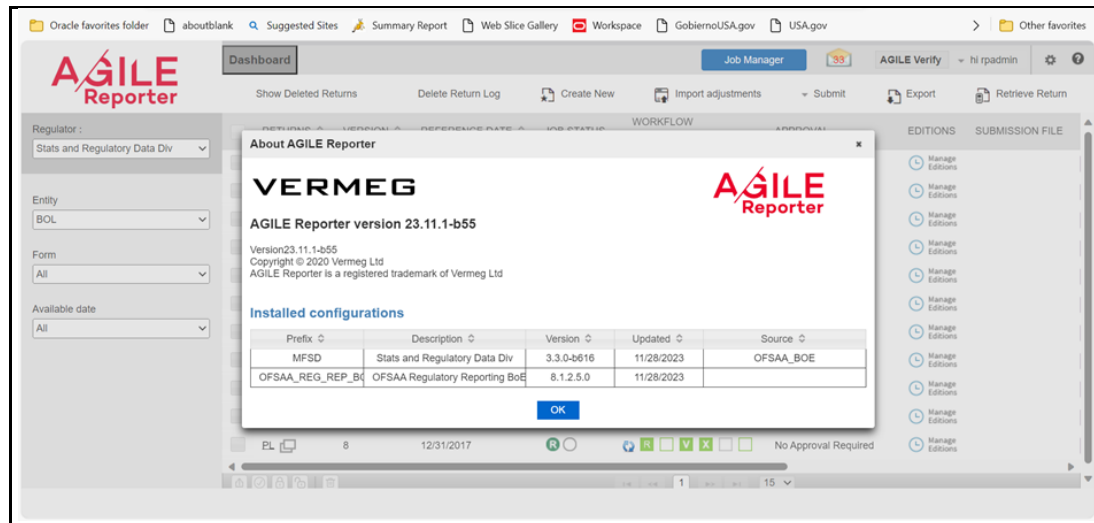 Oracle favorites folder aboutblank Suggested Sites Summary Report Web Slice Gallery Workspace GobiernoUSA.gov USA.gov Other favorites
AGILE
Reporter
Dashboard
Job Manager 33 AGILE Verify hi rpadmin
Show Deleted Returns Delete Return Log Create New Import adjustments Submit Export Retrieve Return
Regulator :
Stats and Regulatory Data Div
Entity
BOL
Form
All
Available date
All
RETURNS VERSION REFERENCE DATE JOB STATUS WORKFLOW APPROVAL EDITIONS SUBMISSION FILE
About AGILE Reporter x
VERMEG
AGILE
Reporter
AGILE Reporter version 23.11.1-b55
Version23.11.1-b55
Copyright © 2020 Vermeg Ltd
AGILE Reporter is a registered trademark of Vermeg Ltd
Installed configurations
Prefix Description Version Updated Source
MFSD Stats and Regulatory Data Div 3.3.0-b616 11/28/2023 OFSAA_BOE
OFSAA_REG_REP_BO OFSAA Regulatory Reporting BoE 8.1.2.5.0 11/28/2023
OK
Manage
Editions
Manage
Editions
Manage
Editions
Manage
Editions
Manage
Editions
Manage
Editions
Manage
Editions
Manage
Editions
Manage
Editions
Manage
Editions
PL 8 12/31/2017 R R V X No Approval Required Manage
Editions
1 15